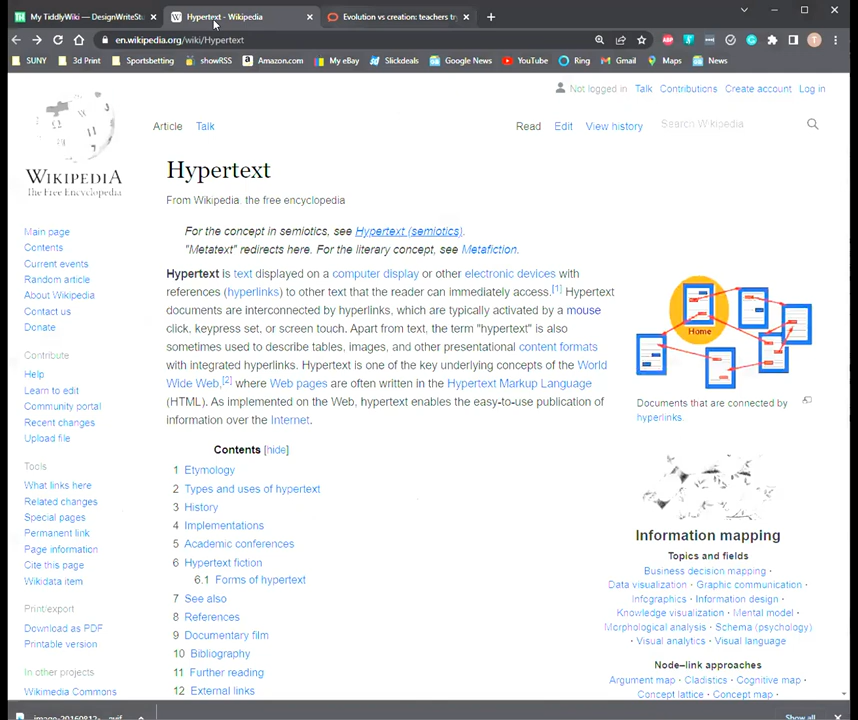 My TiddlyWiki — DesignWriteStu
Hypertext - Wikipedia
Evolution vs creation: teachers try
en.wikipedia.org/wiki/Hypertext
SUNY
3d Print
Sportsbetting
showRSS
Amazon.com
My eBay
Slickdeals
Google News
YouTube
Ring
Gmail
Maps
News
Not logged in Talk Contributions Create account Log in
Article Talk
Read Edit View history
Search Wikipedia
WIKIPEDIA
The Free Encyclopedia
Main page
Contents
Current events
Random article
About Wikipedia
Contact us
Donate
Contribute
Help
Learn to edit
Community portal
Recent changes
Upload file
Tools
What links here
Related changes
Special pages
Permanent link
Page information
Cite this page
Wikidata item
Print/export
Download as PDF
Printable version
In other projects
Wikimedia Commons
Hypertext
From Wikipedia, the free encyclopedia
For the concept in semiotics, see Hypertext (semiotics).
"Metatext" redirects here. For the literary concept, see Metafiction.
Hypertext is text displayed on a computer display or other electronic devices with
references (hyperlinks) to other text that the reader can immediately access.[1] Hypertext
documents are interconnected by hyperlinks, which are typically activated by a mouse
click, keypress set, or screen touch. Apart from text, the term "hypertext" is also
sometimes used to describe tables, images, and other presentational content formats
with integrated hyperlinks. Hypertext is one of the key underlying concepts of the World
Wide Web,[2] where Web pages are often written in the Hypertext Markup Language
(HTML). As implemented on the Web, hypertext enables the easy-to-use publication of
information over the Internet.
Contents [hide]
1 Etymology
2 Types and uses of hypertext
3 History
4 Implementations
5 Academic conferences
6 Hypertext fiction
6.1 Forms of hypertext
7 See also
8 References
9 Documentary film
10 Bibliography
11 Further reading
12 External links
Home
Documents that are connected by
hyperlinks.
Information mapping
Topics and fields
Business decision mapping ·
Data visualization · Graphic communication ·
Infographics · Information design ·
Knowledge visualization · Mental model ·
Morphological analysis · Schema (psychology)
· Visual analytics · Visual language
Node–link approaches
Argument map · Cladistics · Cognitive map ·
Concept lattice · Concept map ·
Show all